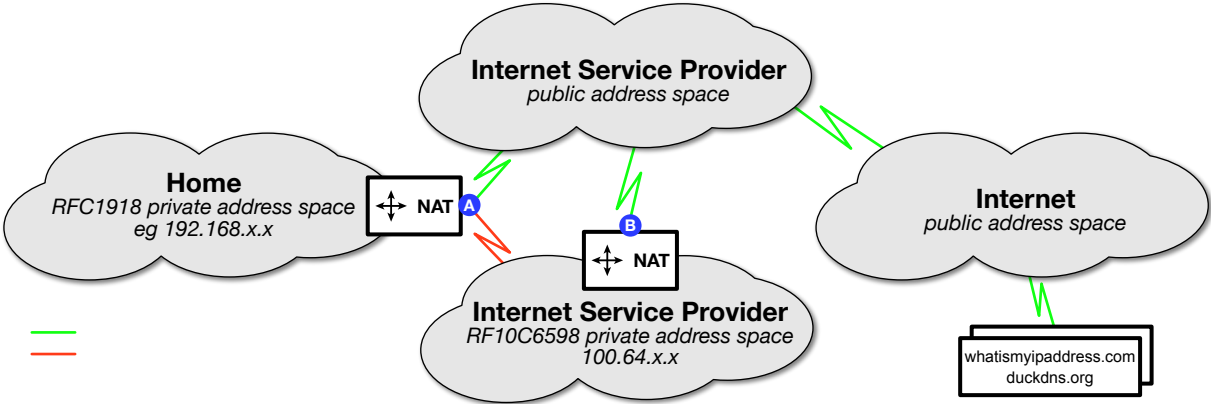 Internet Service Provider
public address space
Home
RFC1918 private address space
eg 192.168.x.x
NAT
A
B
NAT
Internet
public address space
Internet Service Provider
RF10C6598 private address space
100.64.x.x
whatismyipaddress.com
duckdns.org